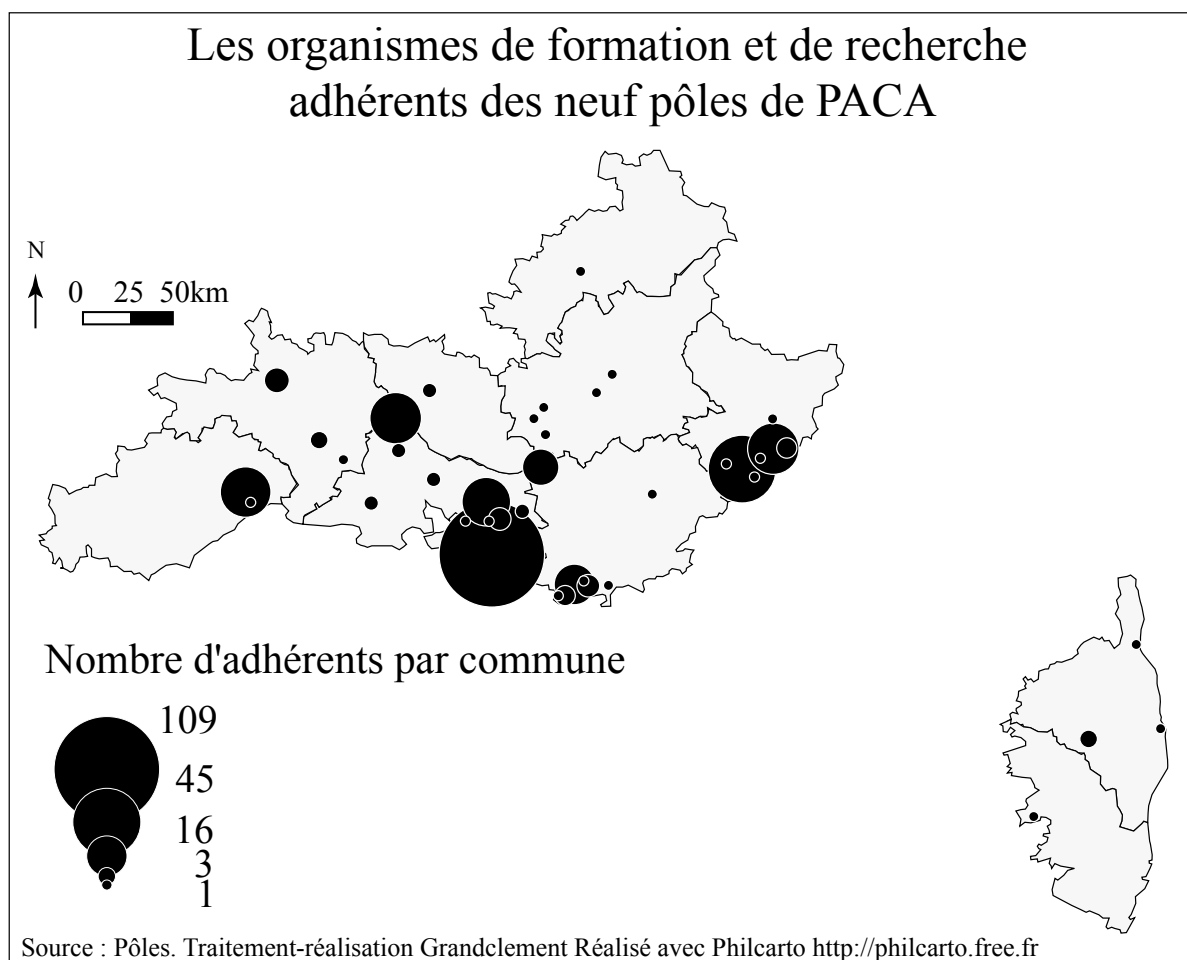 Les organismes de formation et de recherche
adhérents des neuf pôles de PACA
N
0 25 50km
Nombre d'adhérents par commune
109
45
16
3
1
Source : Pôles. Traitement-réalisation Grandclement Réalisé avec Philcarto http://philcarto.free.fr